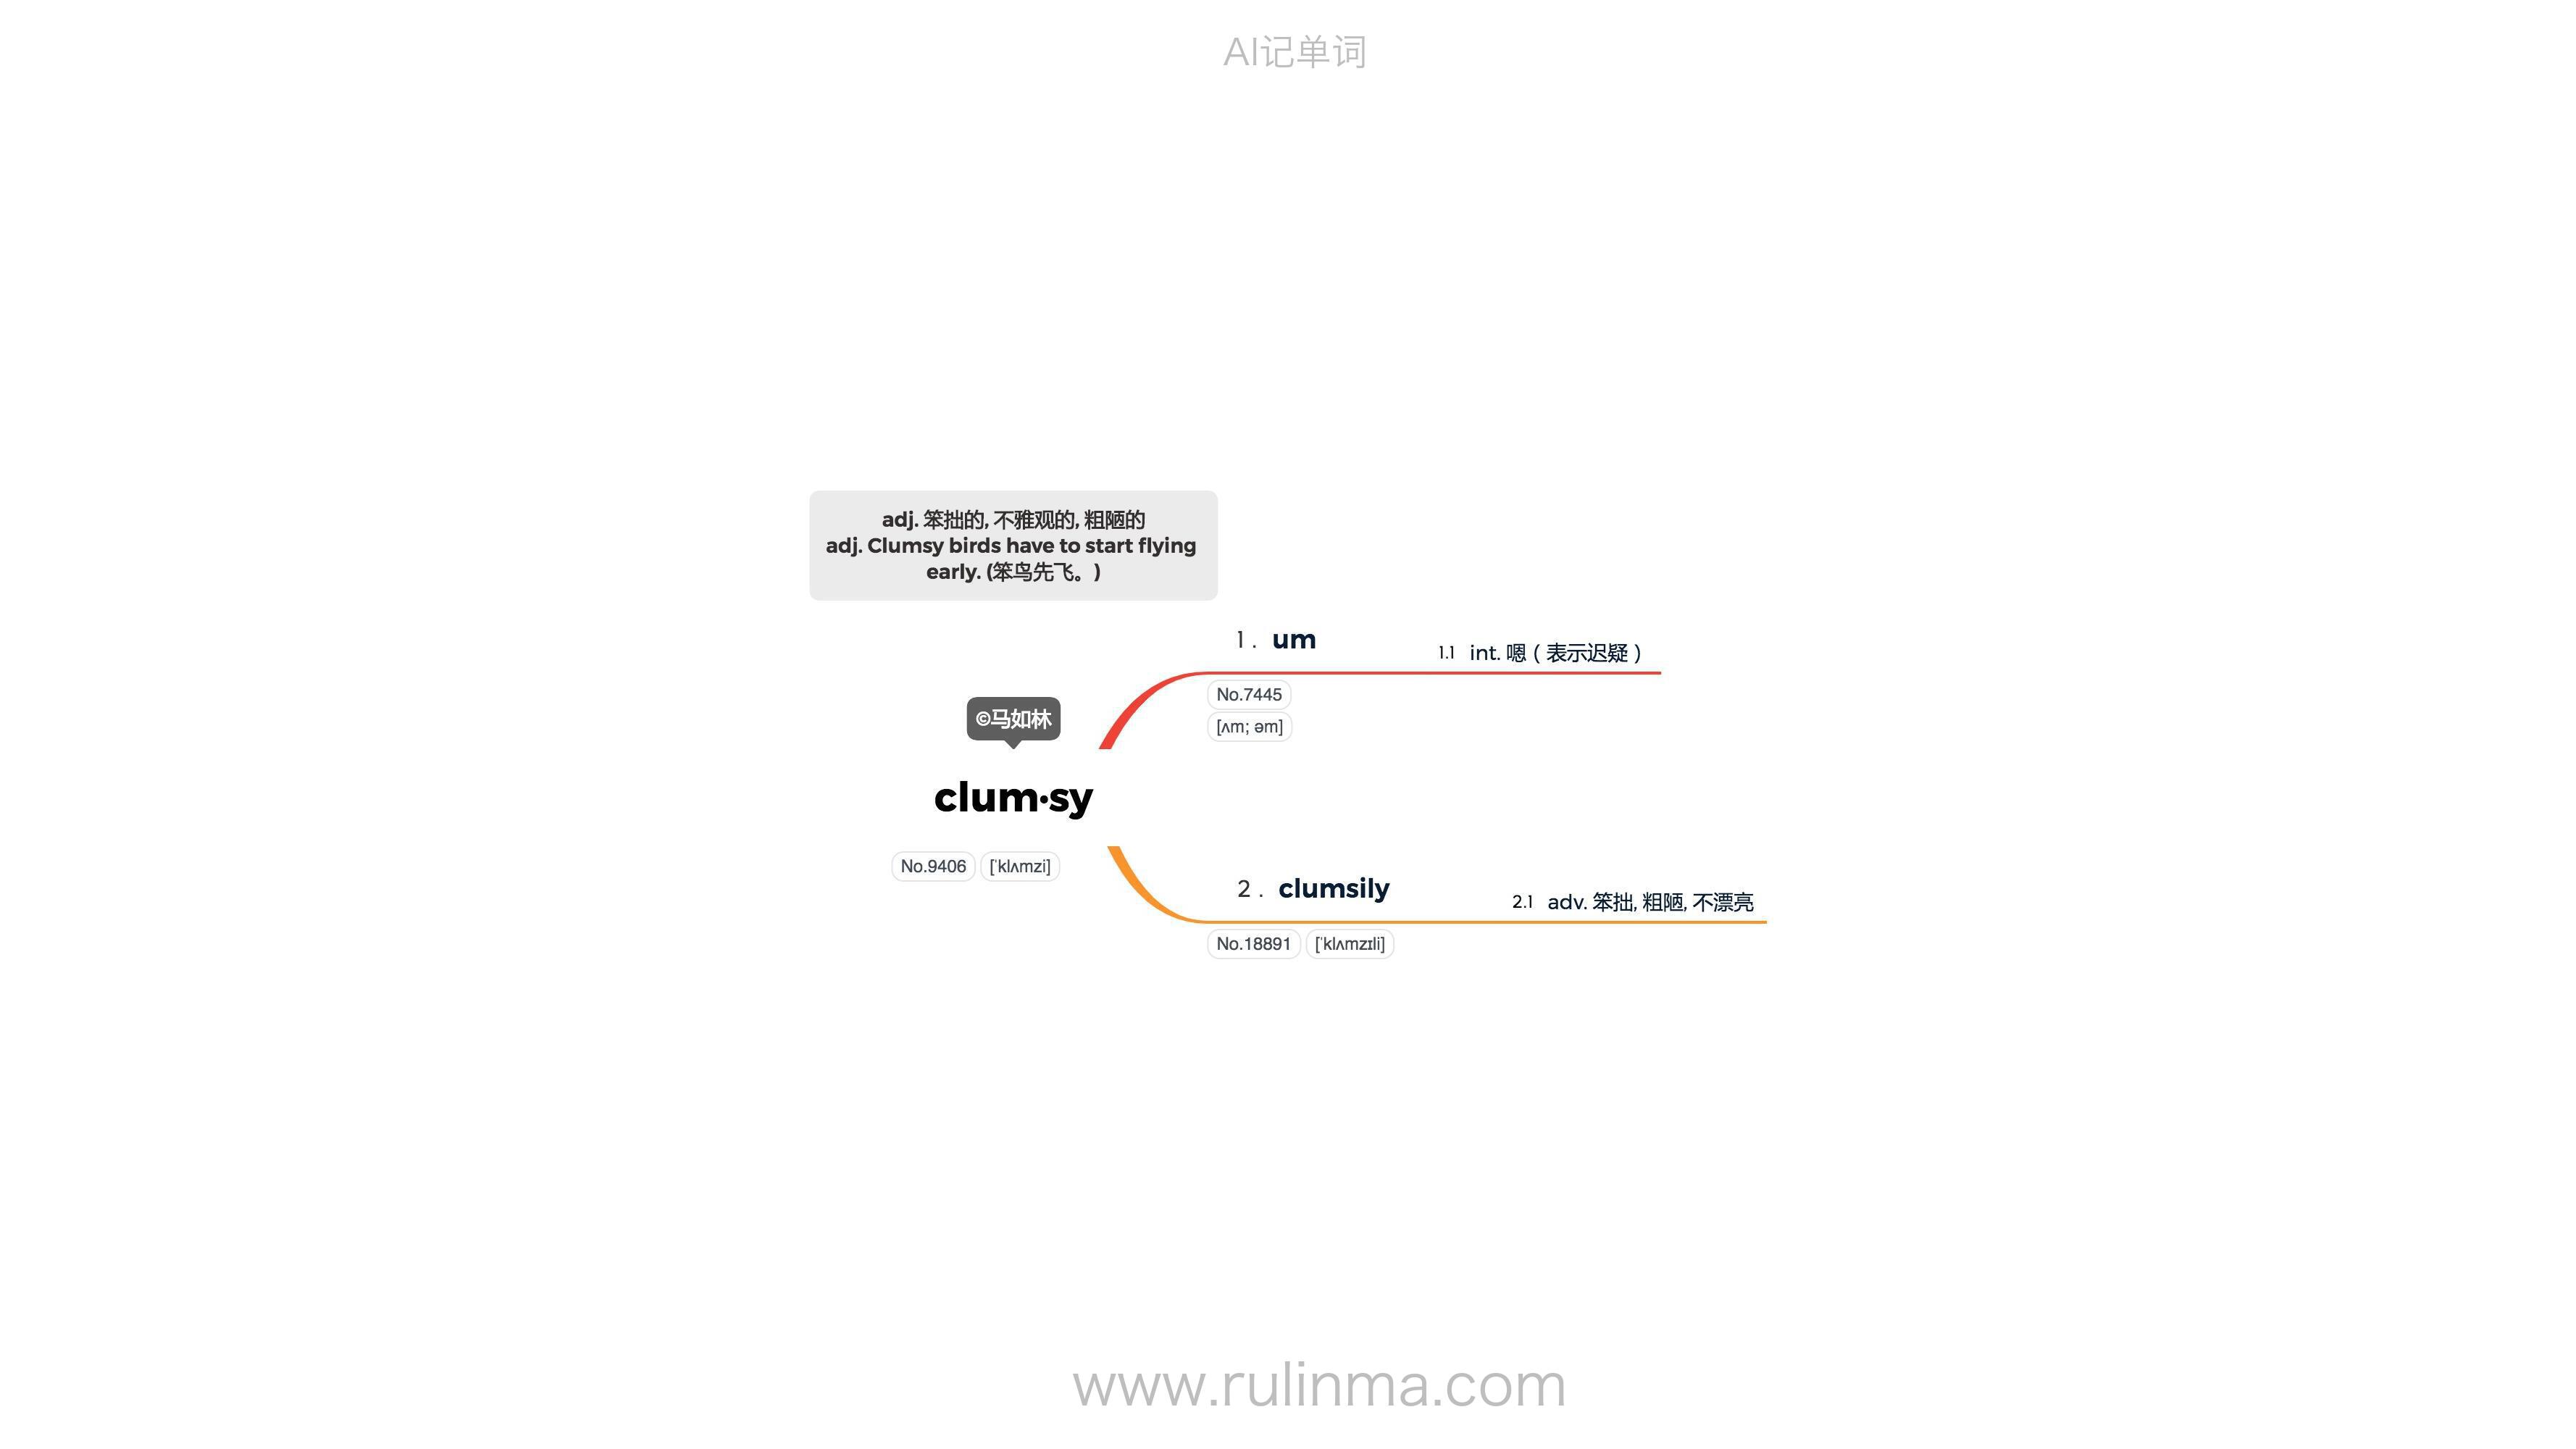 AI记单词
adj. 笨拙的, 不雅观的, 粗陋的
adj. Clumsy birds have to start flying
early. (笨鸟先飞。)
1 . um
1.1 int. 嗯（表示迟疑）
No.7445
[ʌm; əm]
©马如林
clum·sy
No.9406 [ˈklʌmzi]
2 . clumsily
2.1 adv. 笨拙, 粗陋, 不漂亮
No.18891 [ˈklʌmzɪli]
www.rulinma.com